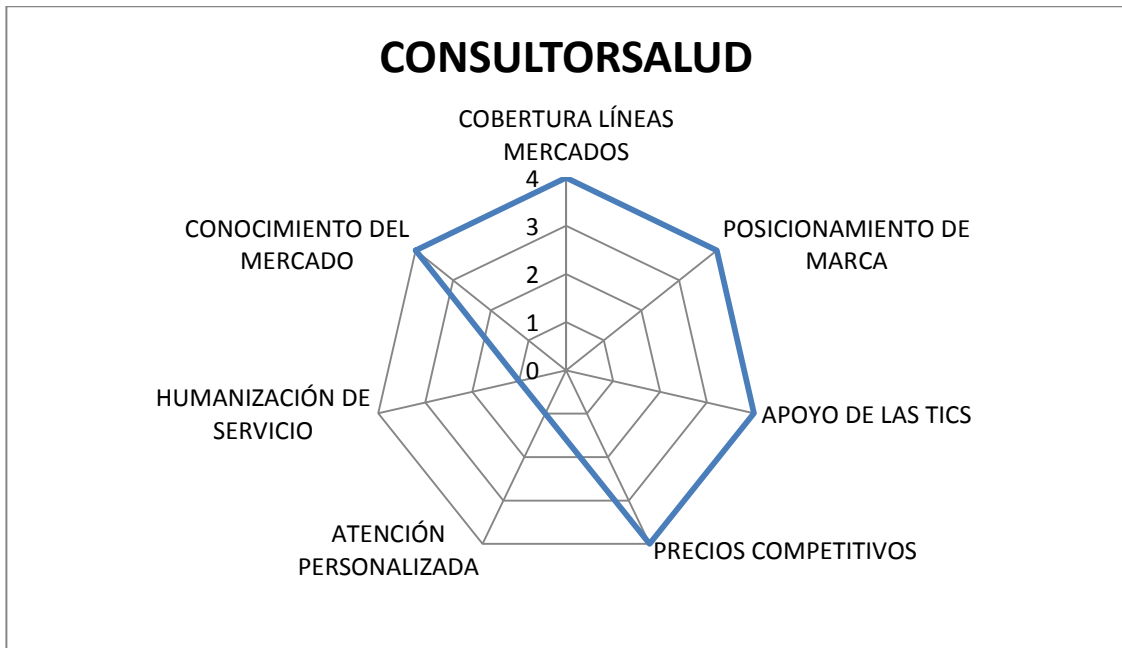 CONSULTORSALUD
COBERTURA LÍNEAS
MERCADOS
POSICIONAMIENTO DE
MARCA
APOYO DE LAS TICS
PRECIOS COMPETITIVOS
ATENCIÓN
PERSONALIZADA
HUMANIZACIÓN DE
SERVICIO
CONOCIMIENTO DEL
MERCADO
4
3
2
1
0